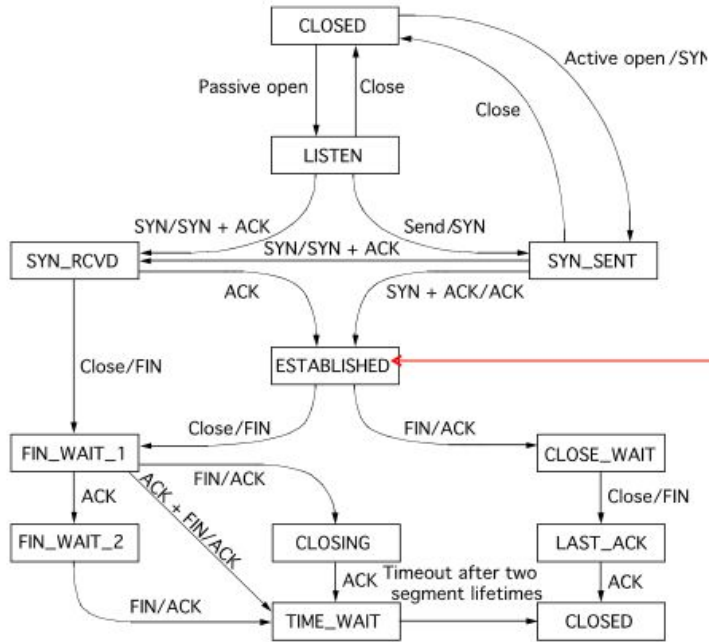 CLOSED
Active open /SYN
Passive open
Close
Close
LISTEN
SYN/SYN + ACK
Send/SYN
SYN/SYN + ACK
SYN_RCVD
SYN_SENT
ACK
SYN + ACK/ACK
Close/FIN
ESTABLISHED
Close/FIN
FIN/ACK
FIN_WAIT_1
CLOSE_WAIT
FIN/ACK
ACK
ACK + FIN/ACK
Close/FIN
FIN_WAIT_2
CLOSING
LAST_ACK
ACK
Timeout after two
segment lifetimes
ACK
FIN/ACK
TIME_WAIT
CLOSED